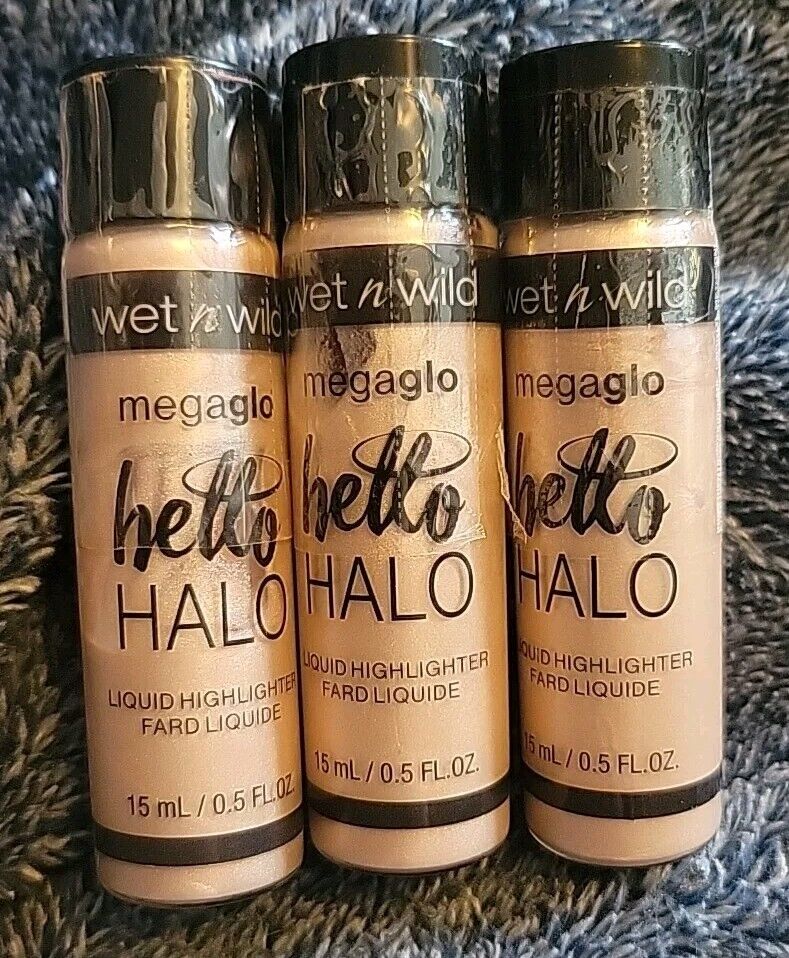 wet n wild
megaglo
hello
HALO
LIQUID HIGHLIGHTER
FARD LIQUIDE
15 mL / 0.5 FL.OZ.
wet n wild
megaglo
hello
HALO
LIQUID HIGHLIGHTER
FARD LIQUIDE
15 mL / 0.5 FL.OZ.
wet n wild
megaglo
hello
HALO
LIQUID HIGHLIGHTER
FARD LIQUIDE
15 mL / 0.5 FL.OZ.